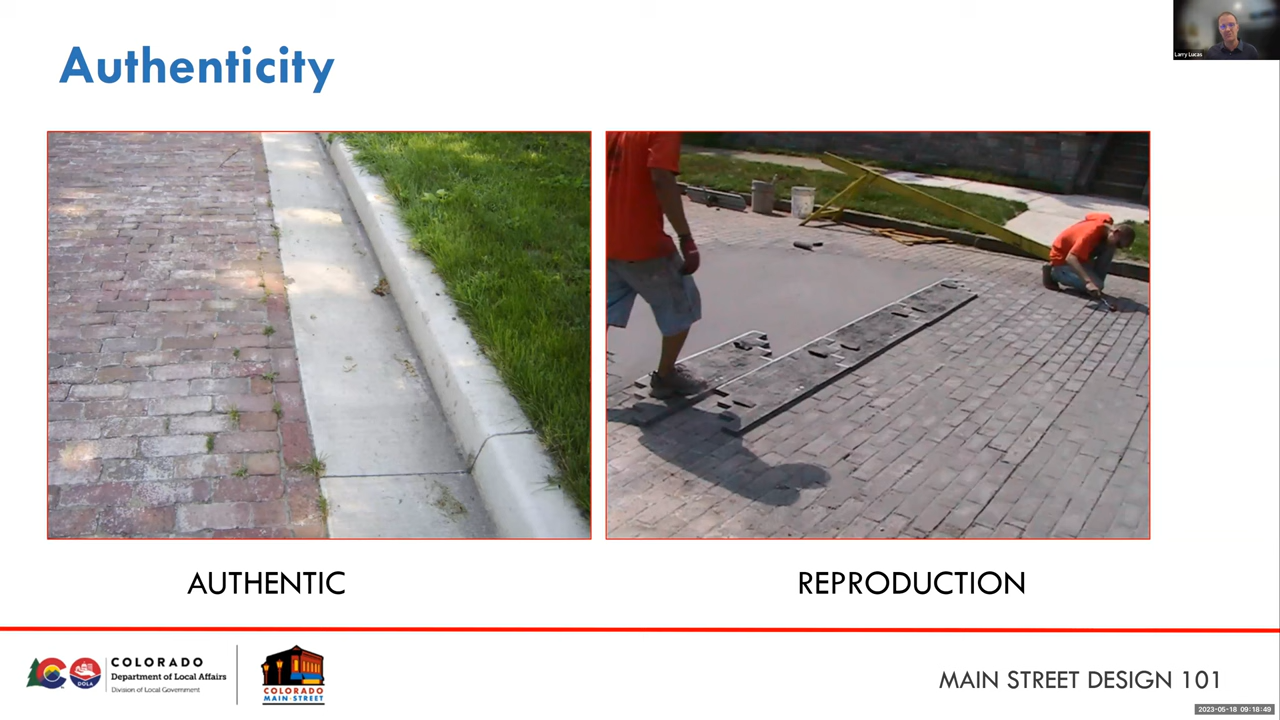 Authenticity
Larry Lucas
AUTHENTIC
REPRODUCTION
DOLA
COLORADO
Department of Local Affairs
Division of Local Government
COLORADO
MAIN STREET
MAIN STREET DESIGN 101
2023-05-18 09:18:49